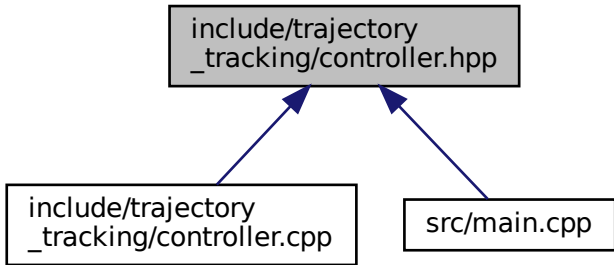 include/trajectory
_tracking/controller.hpp
include/trajectory
_tracking/controller.cpp
src/main.cpp